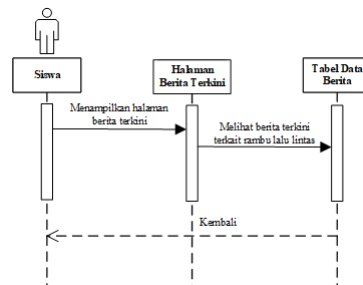 Siswa
Halaman
Berita Terkini
Tabel Data
Berita
Menampilkan halaman
berita terkini
Melihat berita terkini
terkait rambu lalu lintas
Kembali